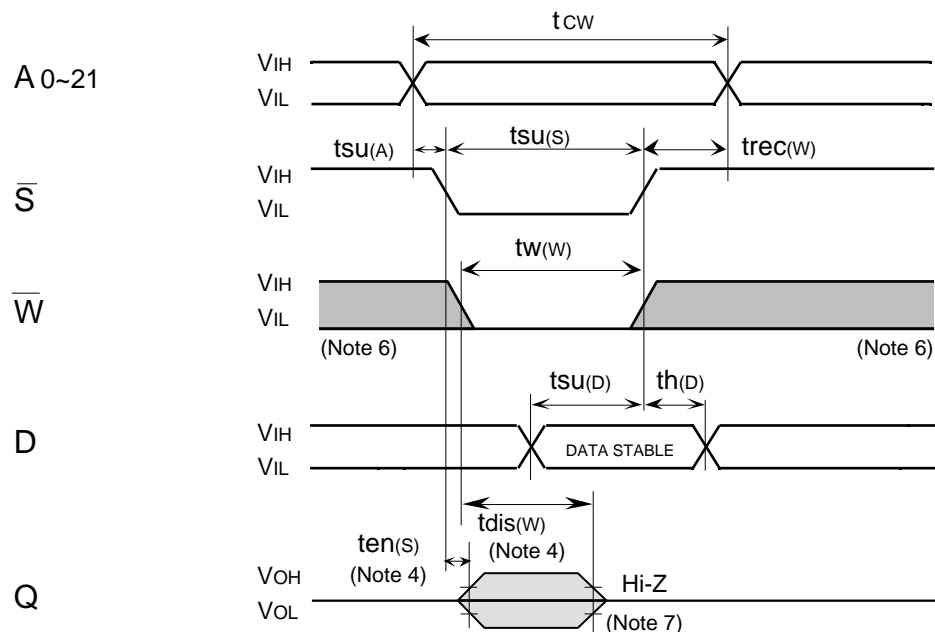 tCW
A 0~21
VIH
VIL
tsu(A)
tsu(S)
trec(W)
S
VIH
VIL
tw(W)
W
VIH
VIL
(Note 6)
(Note 6)
tsu(D)
th(D)
D
VIH
VIL
DATA STABLE
tdis(W)
(Note 4)
ten(S)
(Note 4)
Q
VOH
VOL
Hi-Z
(Note 7)